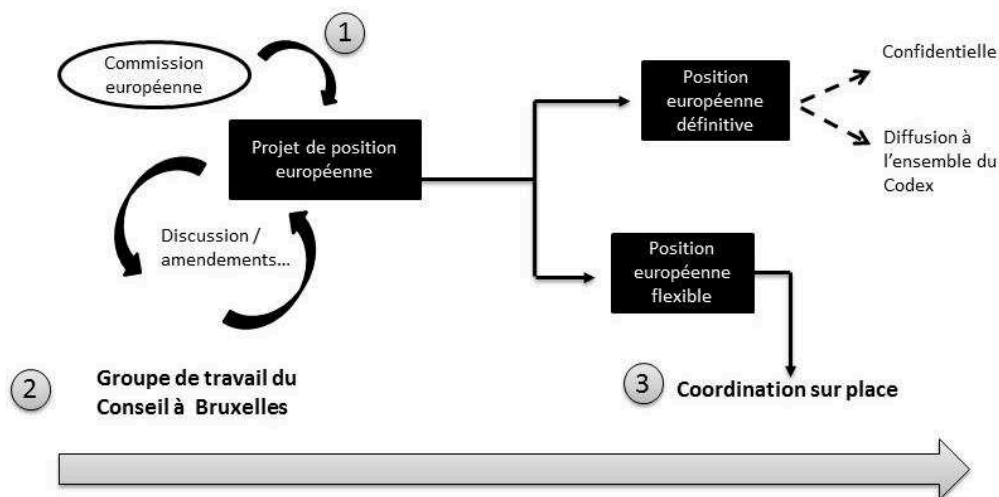 1
Commission
européenne
Projet de position
européenne
Discussion /
amendements...
2
Groupe de travail du
Conseil à Bruxelles
Position
européenne
définitive
Confidentielle
Diffusion à
l'ensemble du
Codex
Position
européenne
flexible
3
Coordination sur place